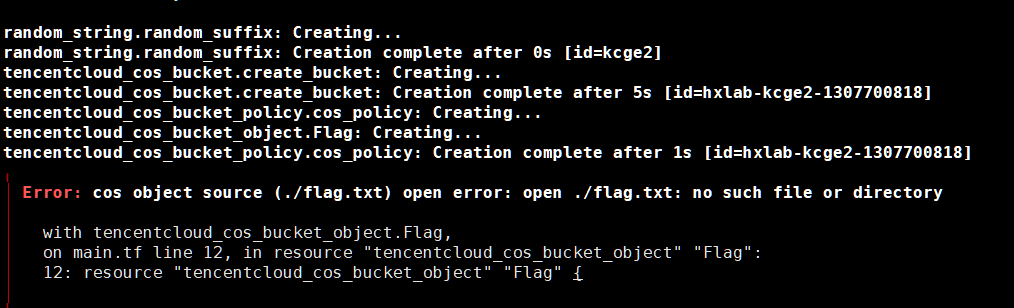 random_string.random_suffix: Creating...
random_string.random_suffix: Creation complete after 0s [id=kcge2]
tencentcloud_cos_bucket.create_bucket: Creating...
tencentcloud_cos_bucket.create_bucket: Creation complete after 5s [id=hxlab-kcge2-1307700818]
tencentcloud_cos_bucket_policy.cos_policy: Creating...
tencentcloud_cos_bucket_object.Flag: Creating...
tencentcloud_cos_bucket_policy.cos_policy: Creation complete after 1s [id=hxlab-kcge2-1307700818]
Error: cos object source (./flag.txt) open error: open ./flag.txt: no such file or directory
with tencentcloud_cos_bucket_object.Flag,
on main.tf line 12, in resource "tencentcloud_cos_bucket_object" "Flag":
12: resource "tencentcloud_cos_bucket_object" "Flag" {